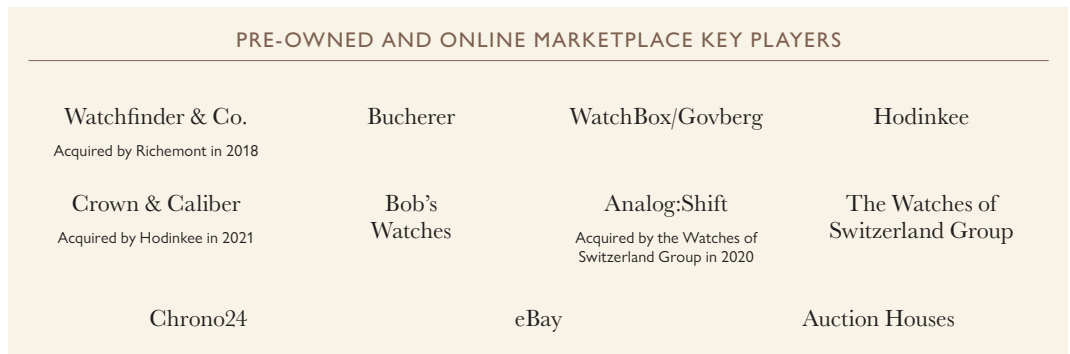 PRE-OWNED AND ONLINE MARKETPLACE KEY PLAYERS
Watchfinder & Co.
Acquired by Richemont in 2018
Bucherer
WatchBox/Govberg
Hodinkee
Crown & Caliber
Acquired by Hodinkee in 2021
Bob's
Watches
Analog:Shift
Acquired by the Watches of
Switzerland Group in 2020
The Watches of
Switzerland Group
Chrono24
eBay
Auction Houses